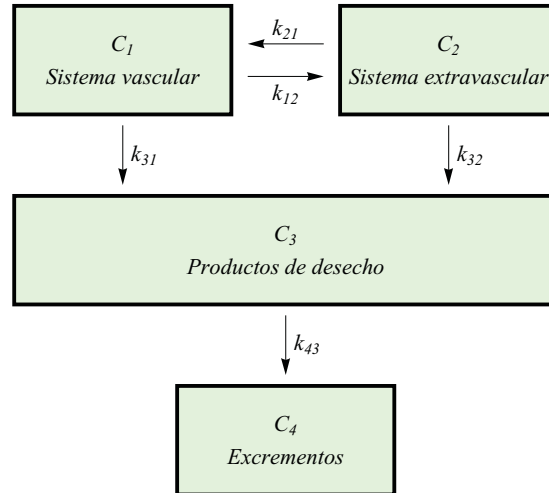 C1
Sistema vascular
k21
k12
C2
Sistema extravascular
k31
k32
C3
Productos de desecho
k43
C4
Excrementos